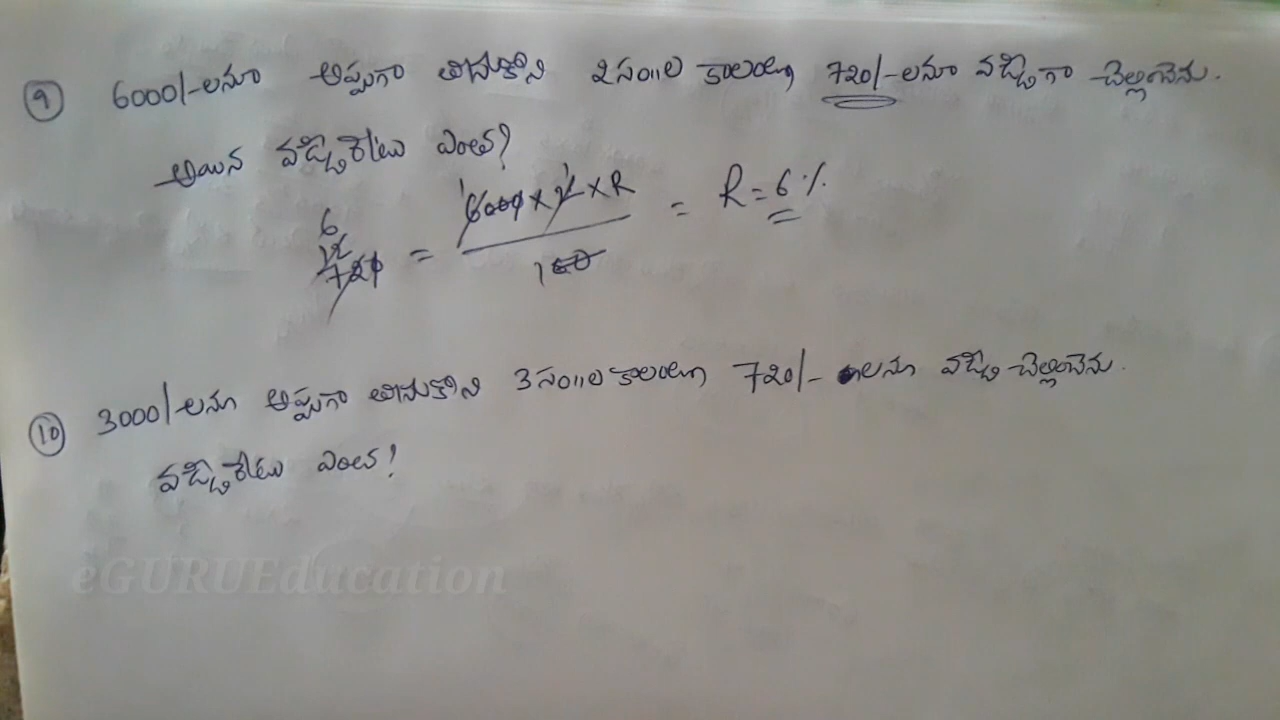 9 6000/-లనూ అప్పుగా తీసుకొని 2సం॥ల కాలంలో 720/-లనూ వడ్డీగా చెల్లించెను.
అయిన వడ్డీరేటు ఎంత?
6
12
720 = 6000 x 2 x R / 100 = R = 6%
10 3000/-లనూ అప్పుగా తీసుకొని 3సం॥ల కాలంలో 720/- లనూ వడ్డీ చెల్లించెను.
వడ్డీరేటు ఎంత?
eGURUEducation